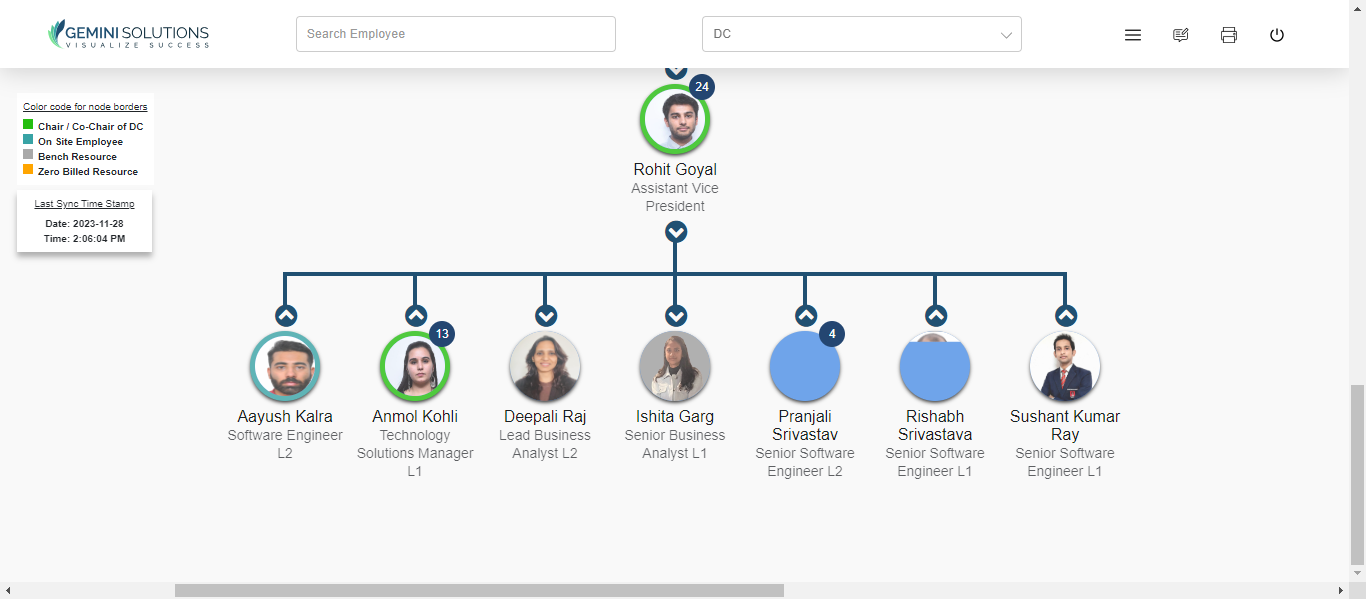 GEMINI SOLUTIONS
VISUALIZE SUCCESS
Search Employee
DC
Color code for node borders
Chair / Co-Chair of DC
On Site Employee
Bench Resource
Zero Billed Resource
Last Sync Time Stamp
Date: 2023-11-28
Time: 2:06:04 PM
24
Rohit Goyal
Assistant Vice
President
Aayush Kalra
Software Engineer
L2
13
Anmol Kohli
Technology
Solutions Manager
L1
Deepali Raj
Lead Business
Analyst L2
Ishita Garg
Senior Business
Analyst L1
4
Pranjali
Srivastav
Senior Software
Engineer L2
Rishabh
Srivastava
Senior Software
Engineer L1
Sushant Kumar
Ray
Senior Software
Engineer L1